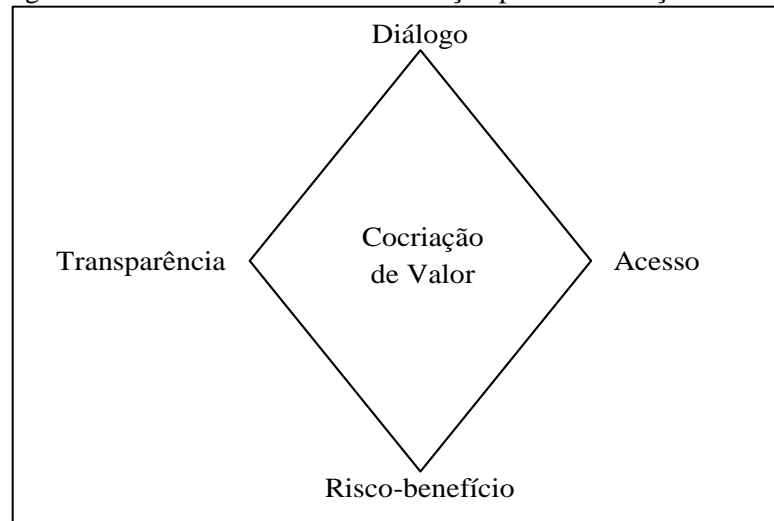 Diálogo
Cocriação
de Valor
Transparência
Acesso
Risco-benefício